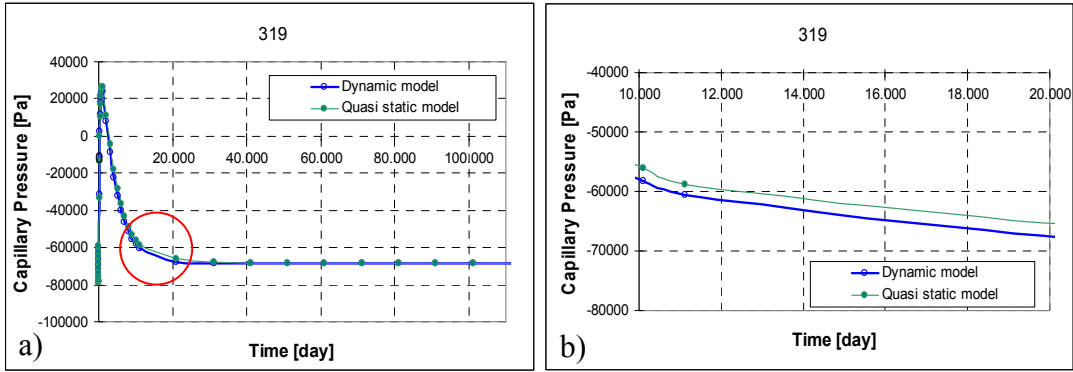 319
Capillary Pressure [Pa]
40000
20000
0
-20000
-40000
-60000
-80000
-100000
0
20.000
40.000
60.000
80.000
100.000
Dynamic model
Quasi static model
Time [day]
a)
319
Capillary Pressure [Pa]
-40000
-50000
-60000
-70000
-80000
10.000
12.000
14.000
16.000
18.000
20.000
Dynamic model
Quasi static model
Time [day]
b)